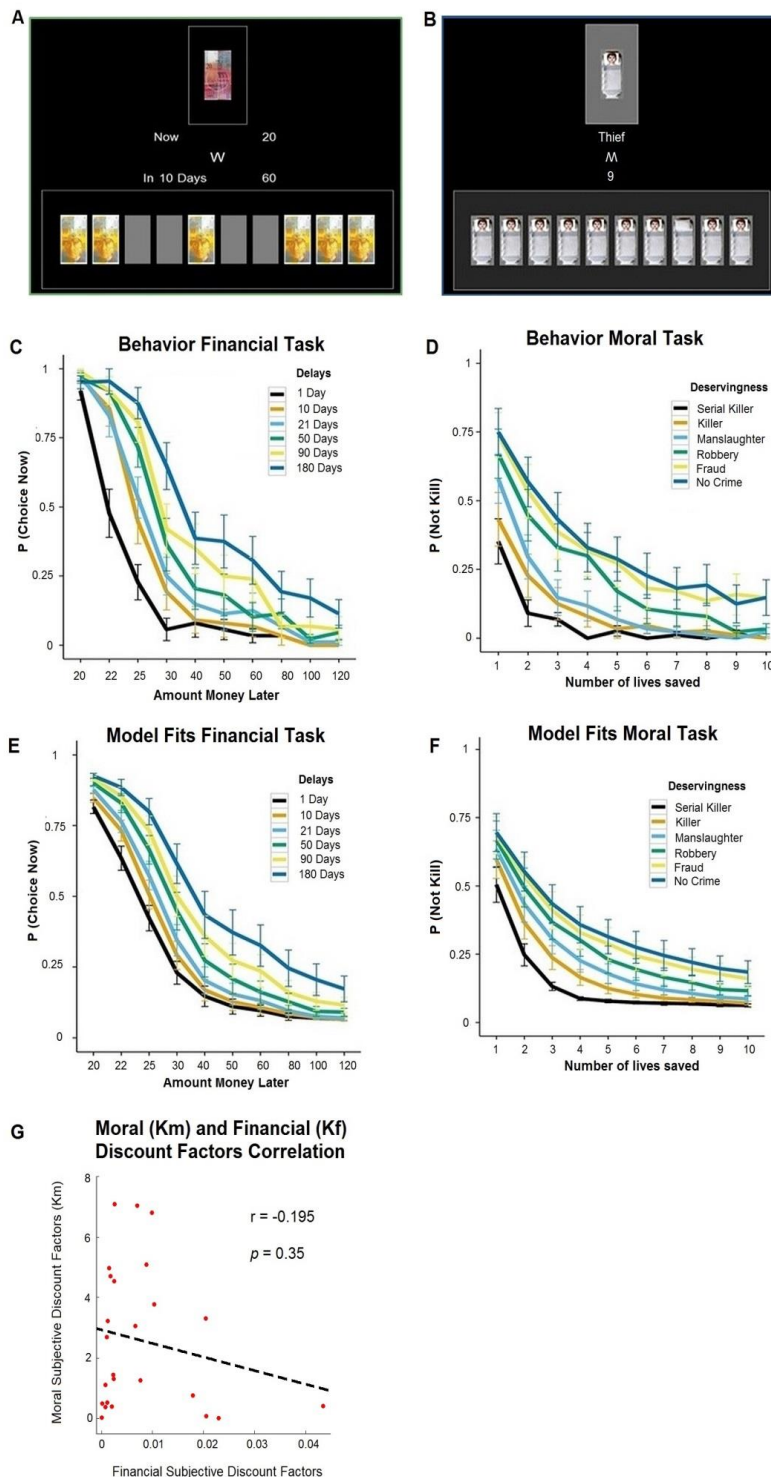 A
Now 20
W
In 10 Days 60
B
Thief
M
6
C
Behavior Financial Task
P (Choice Now)
1
0.75
0.5
0.25
0
Delays
1 Day
10 Days
21 Days
50 Days
90 Days
180 Days
20 22 25 30 40 50 60 80 100 120
Amount Money Later
D
Behavior Moral Task
P (Not Kill)
1
0.75
0.5
0.25
0
Deservingness
Serial Killer
Killer
Manslaughter
Robbery
Fraud
No Crime
1 2 3 4 5 6 7 8 9 10
Number of lives saved
E
Model Fits Financial Task
P (Choice Now)
1
0.75
0.5
0.25
0
Delays
1 Day
10 Days
21 Days
50 Days
90 Days
180 Days
20 22 25 30 40 50 60 80 100 120
Amount Money Later
F
Model Fits Moral Task
P (Not Kill)
1
0.75
0.5
0.25
0
Deservingness
Serial Killer
Killer
Manslaughter
Robbery
Fraud
No Crime
1 2 3 4 5 6 7 8 9 10
Number of lives saved
G
Moral (Km) and Financial (Kf)
Discount Factors Correlation
Moral Subjective Discount Factors (Km)
8
6
4
2
0
r = -0.195
p = 0.35
0 0.01 0.02 0.03 0.04
Financial Subjective Discount Factors